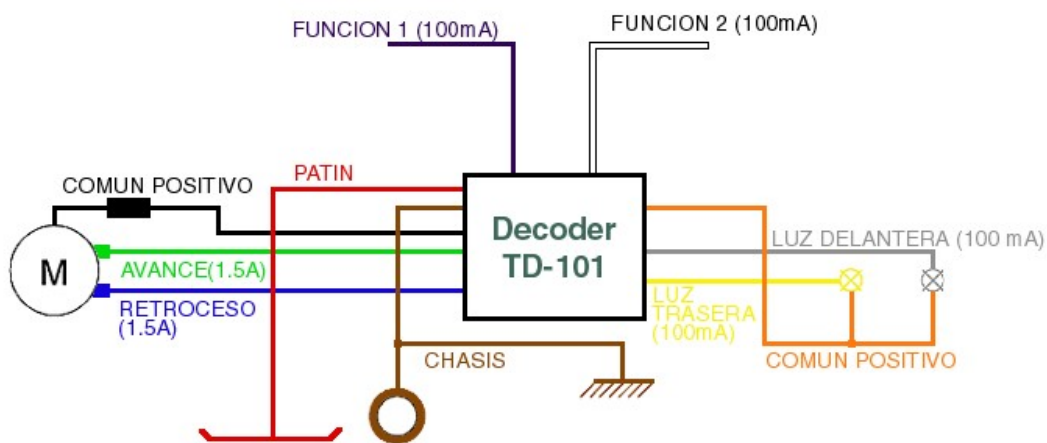 FUNCION 1 (100mA)
FUNCION 2 (100mA)
PATIN
COMUN POSITIVO
M
AVANCE(1.5A)
RETROCESO
(1.5A)
Decoder
TD-101
CHASIS
LUZ DELANTERA (100 mA)
LUZ
TRASERA
(100mA)
COMUN POSITIVO